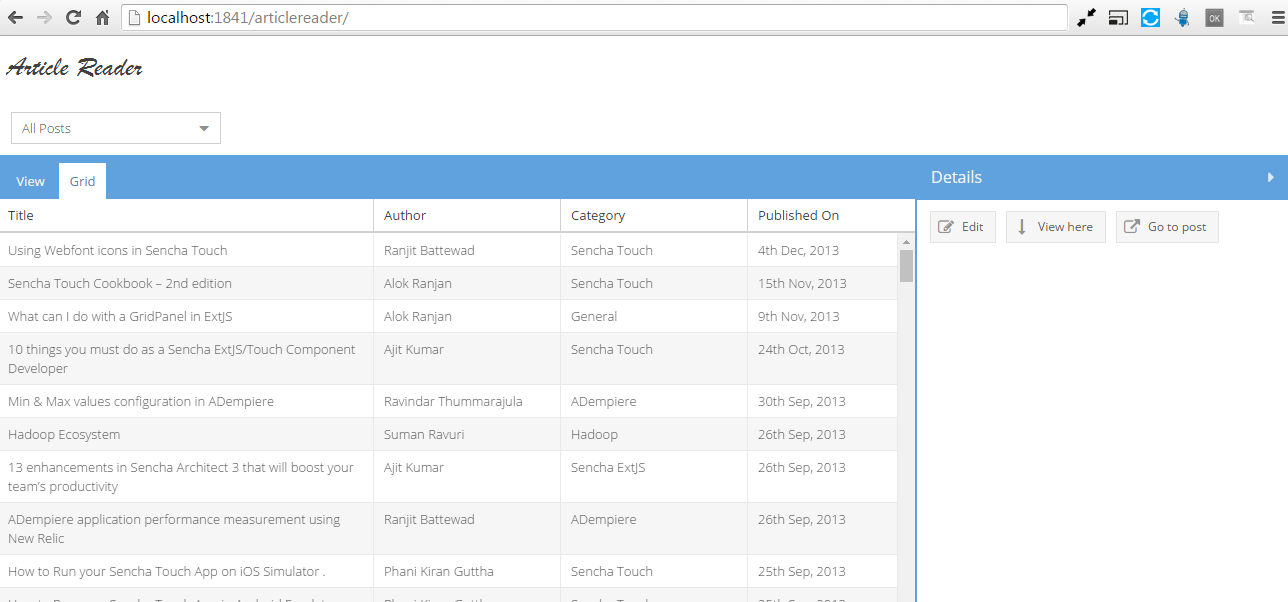 localhost:1841/articlereader/
OK
Article Reader
All Posts
View Grid
Details
Title Author Category Published On
Edit View here Go to post
Using Webfont icons in Sencha Touch Ranjit Battewad Sencha Touch 4th Dec, 2013
Sencha Touch Cookbook – 2nd edition Alok Ranjan Sencha Touch 15th Nov, 2013
What can I do with a GridPanel in ExtJS Alok Ranjan General 9th Nov, 2013
10 things you must do as a Sencha ExtJS/Touch Component Ajit Kumar Sencha Touch 24th Oct, 2013
Developer
Min & Max values configuration in ADempiere Ravindar Thummarajula ADempiere 30th Sep, 2013
Hadoop Ecosystem Suman Ravuri Hadoop 26th Sep, 2013
13 enhancements in Sencha Architect 3 that will boost your Ajit Kumar Sencha ExtJS 26th Sep, 2013
team’s productivity
ADempiere application performance measurement using Ranjit Battewad ADempiere 26th Sep, 2013
New Relic
How to Run your Sencha Touch App on iOS Simulator . Phani Kiran Guttha Sencha Touch 25th Sep, 2013